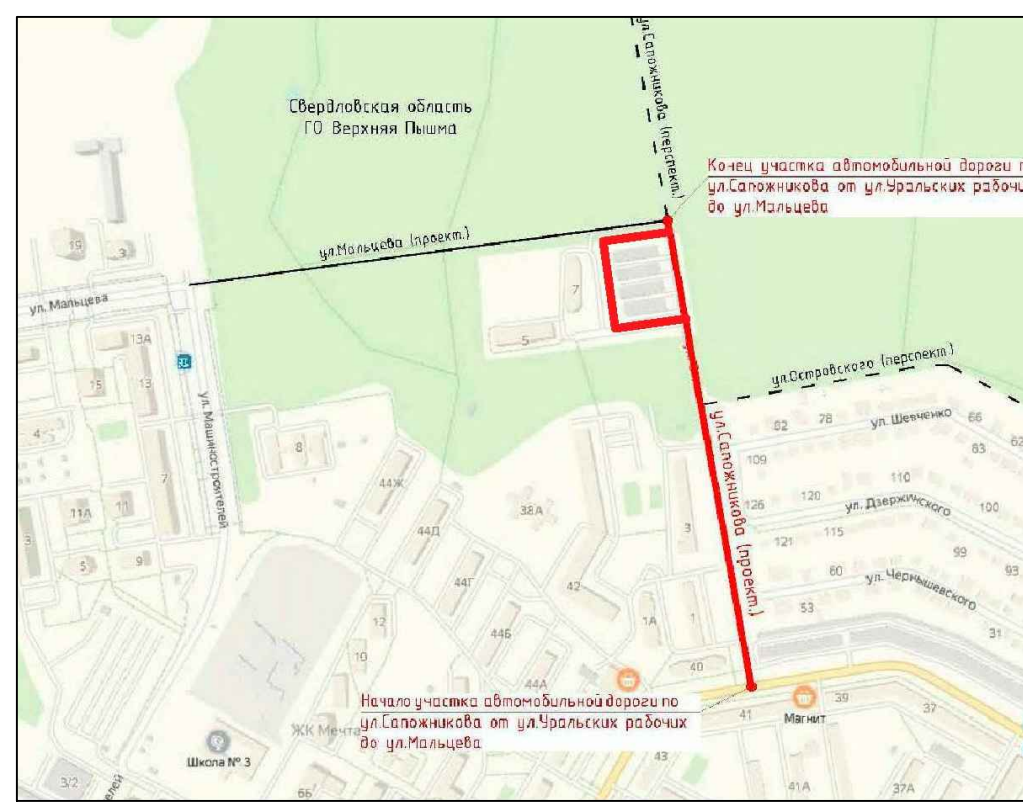 ул.Сапожникова (перспект.)
Свердловская область
ГО Верхняя Пышма
Конец участка автомобильной дороги
ул.Сапожникова от ул.Уральских
до ул.Мальцева
ул.Мальцева (проект.)
19
3
7
ул. Мальцева
5
13А
ул.Островского (перспект.)
15
13
ул. Машиностроителей
ул.Сапожникова (проект.)
82
78
ул. Шевченко
66
62
4
8
109
83
7
44Ж
110
11А
11
38А
126
120
ул. Дзержинского
100
44Д
3
115
3
121
99
5
9
44Г
42
60
ул. Чернышевского
93
53
12
44Б
1А
1
31
10
40
44А
Начало участка автомобильной дороги по
ул.Сапожникова от ул.Уральских рабочих
до ул.Мальцева
39
37
41
Магнит
ЖК Мечта
43
Школа № 3
3/2
66
41А
37А